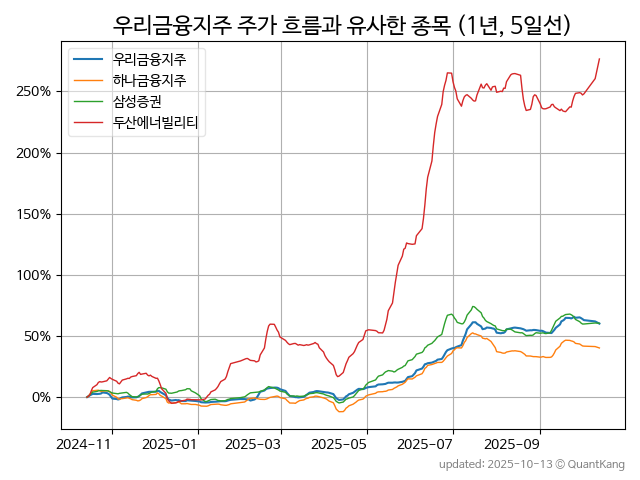 우리금융지주 주가 흐름과 유사한 종목 (1년, 5일선)
우리금융지주
하나금융지주
삼성증권
두산에너빌리티
250%
200%
150%
100%
50%
0%
2024-11 2025-01 2025-03 2025-05 2025-07 2025-09
updated: 2025-10-13 © QuantKang